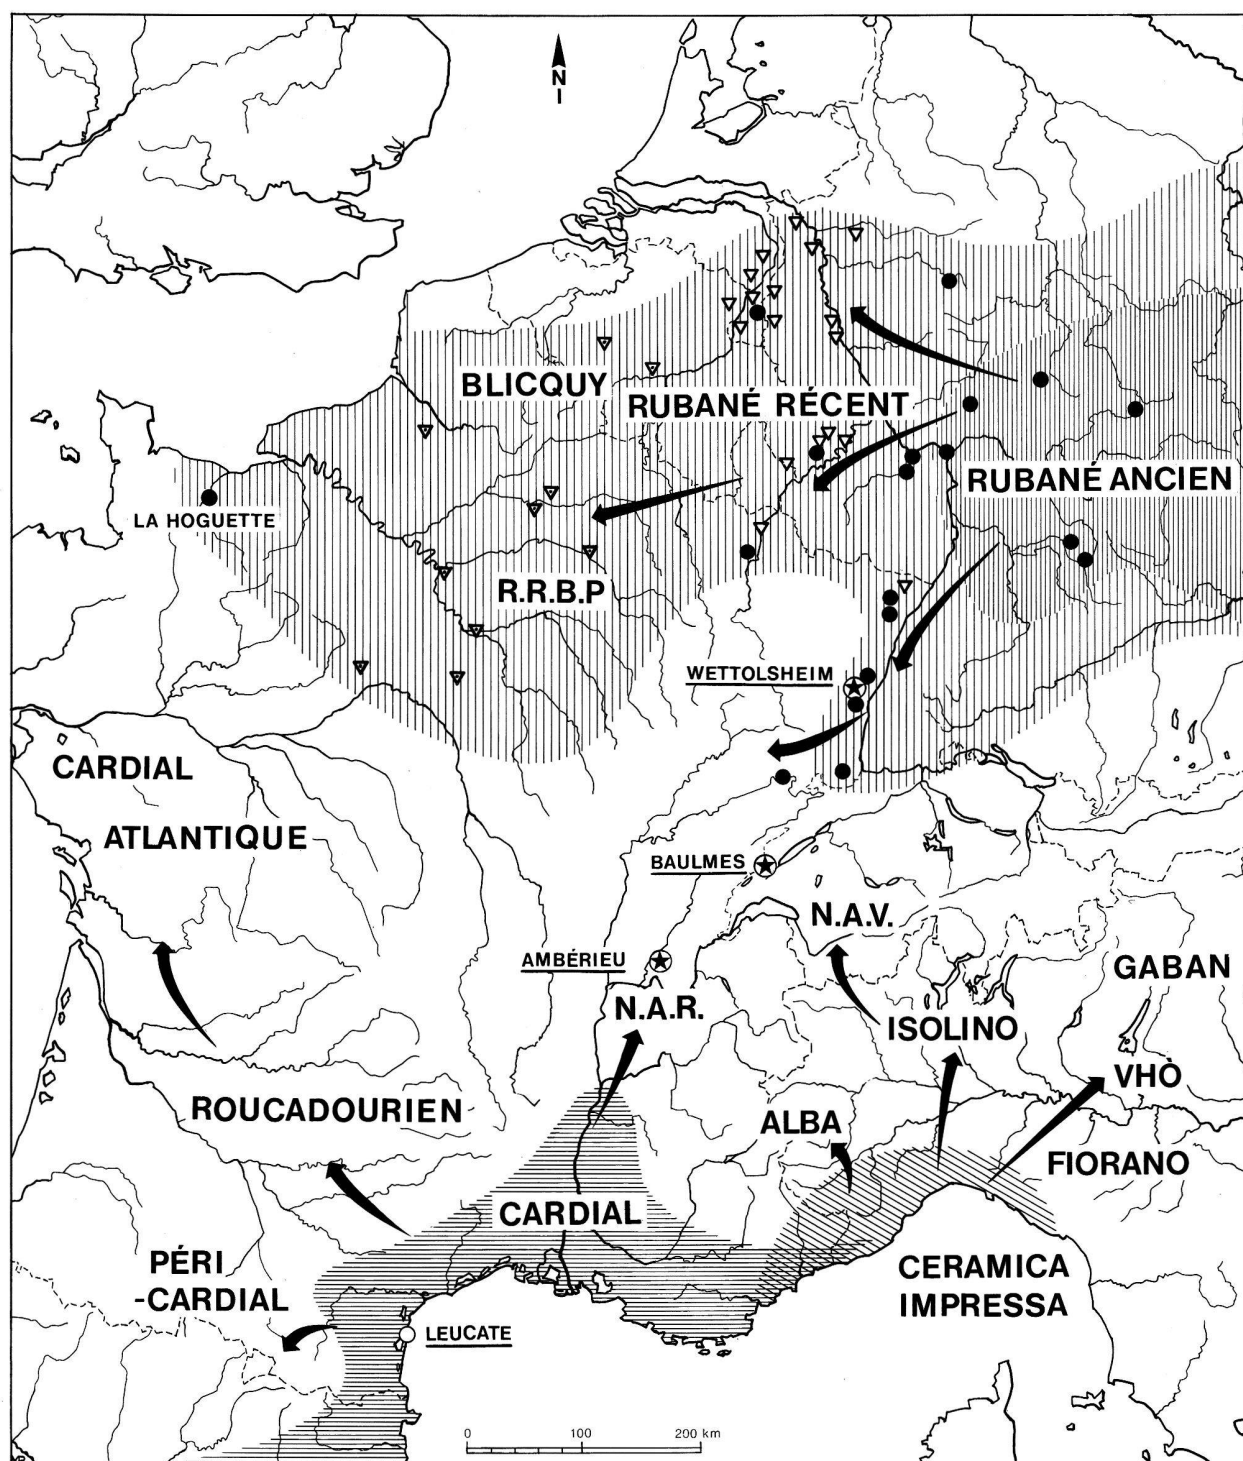 N
BLICQUY
RUBANÉ RÉCENT
RUBANÉ ANCIEN
LA HOGUETTE
R.R.B.P
WETTOLSHEIM
CARDIAL
ATLANTIQUE
BAULMES
N.A.V.
AMBÉRIEU
GABAN
N.A.R.
ISOLINO
VHÒ
ROUCADOURIEN
ALBA
FIORANO
CARDIAL
PÉRI
-CARDIAL
CERAMICA
IMPRESSA
LEUCATE
0 100 200 km